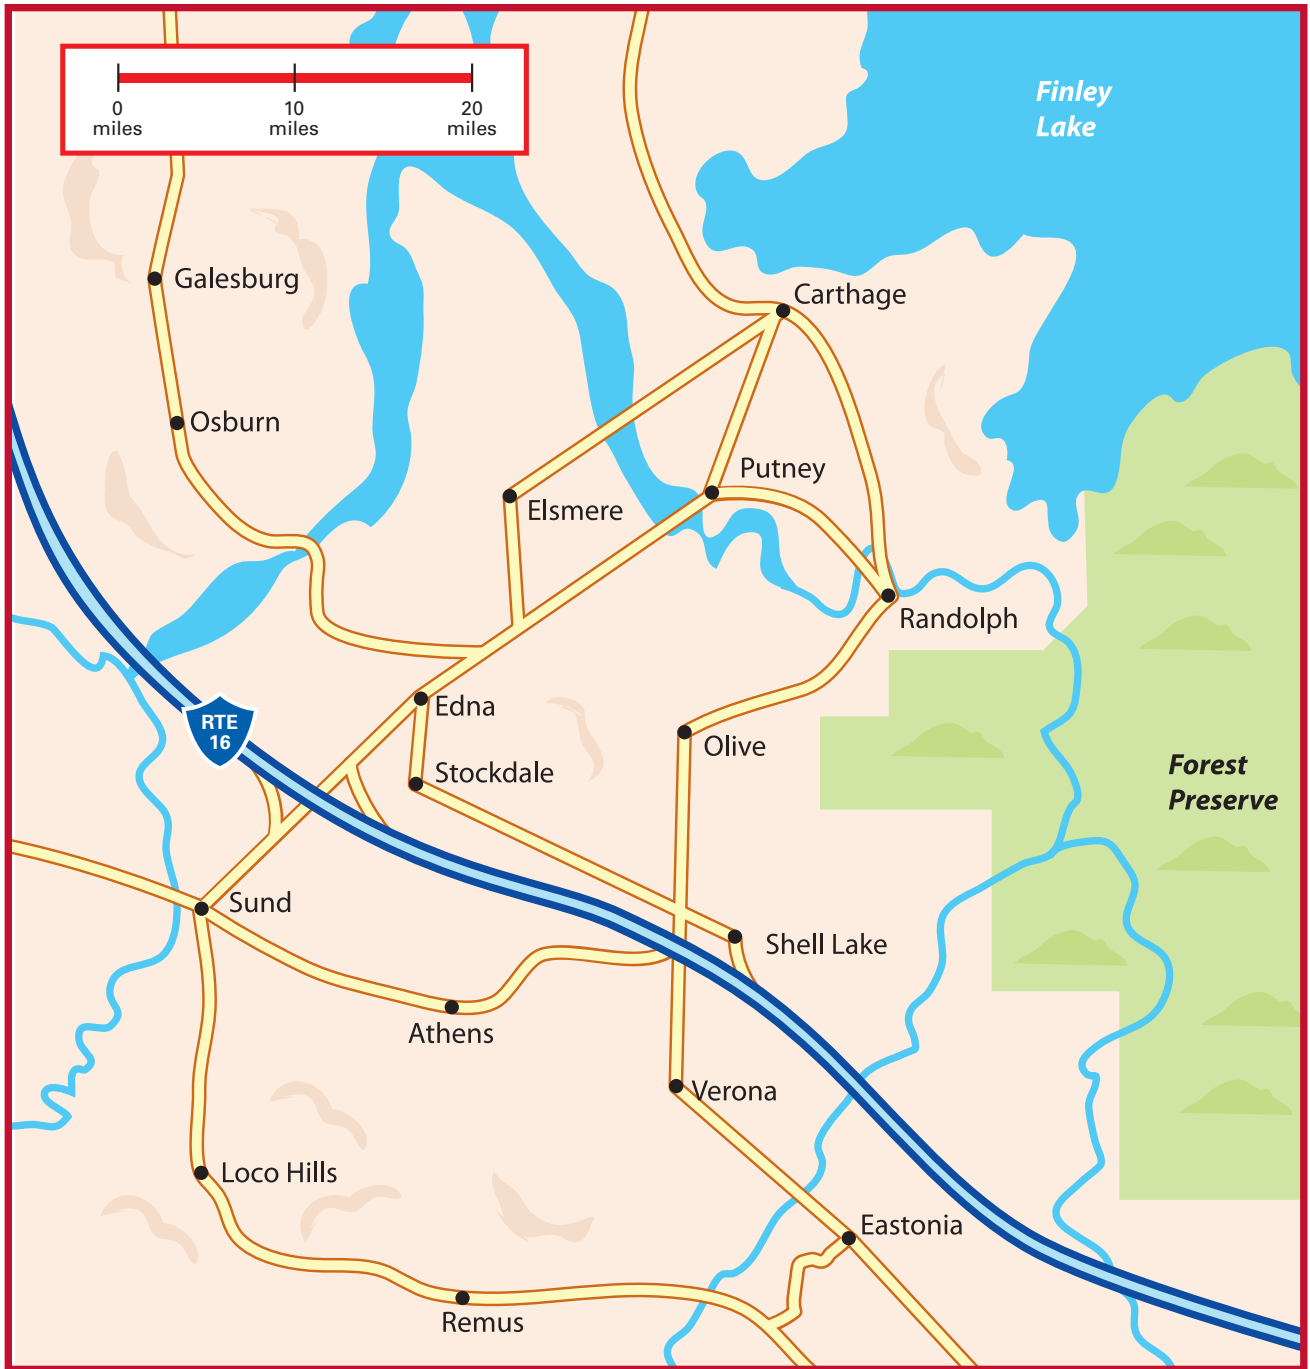 0
miles
10
miles
20
miles
Finley
Lake
Galesburg
Carthage
Osburn
Putney
Elsmere
Randolph
Edna
RTE
16
Olive
Stockdale
Forest
Preserve
Sund
Shell Lake
Athens
Verona
Loco Hills
Eastonia
Remus